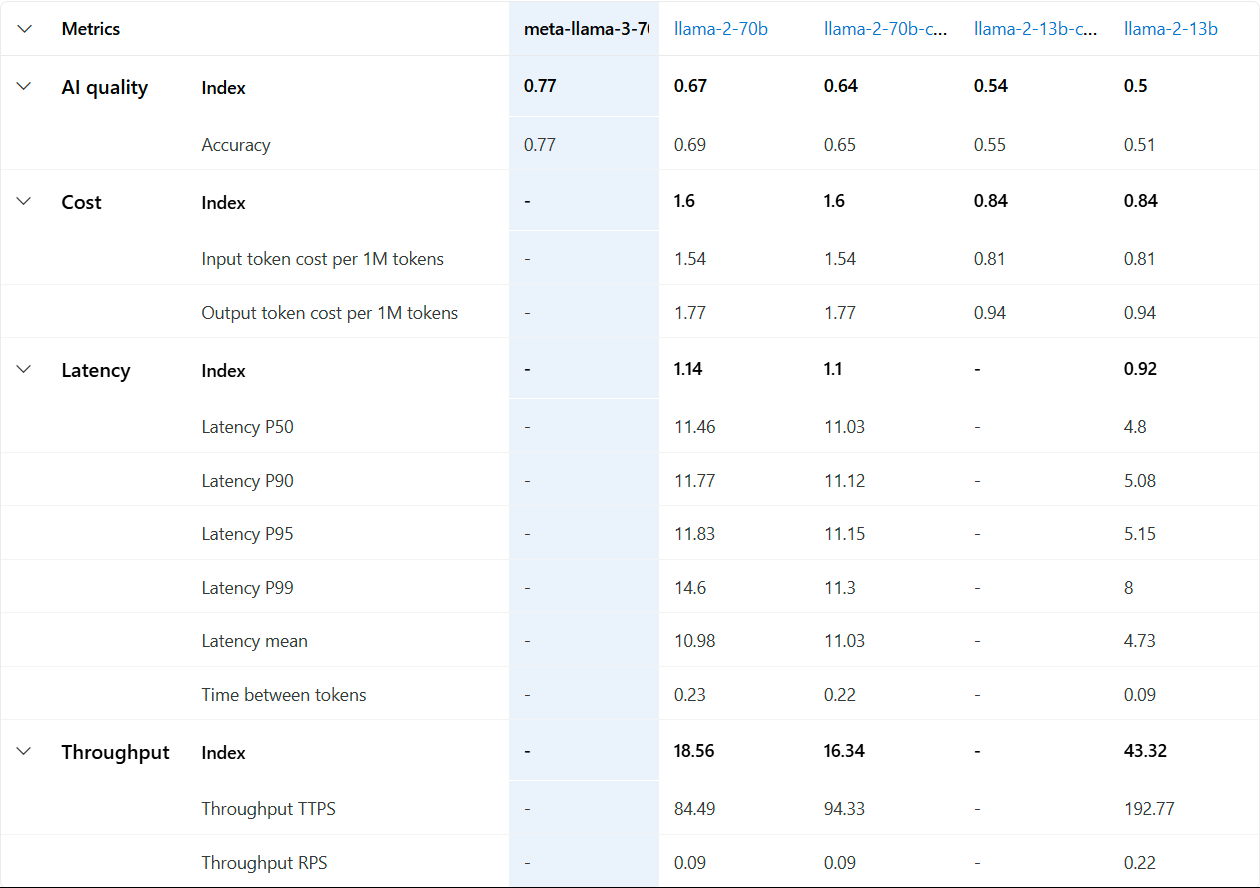 Metrics meta-llama-3-70 llama-2-70b llama-2-70b-c... llama-2-13b-c... llama-2-13b
AI quality Index 0.77 0.67 0.64 0.54 0.5
Accuracy 0.77 0.69 0.65 0.55 0.51
Cost Index - 1.6 1.6 0.84 0.84
Input token cost per 1M tokens - 1.54 1.54 0.81 0.81
Output token cost per 1M tokens - 1.77 1.77 0.94 0.94
Latency Index - 1.14 1.1 - 0.92
Latency P50 - 11.46 11.03 - 4.8
Latency P90 - 11.77 11.12 - 5.08
Latency P95 - 11.83 11.15 - 5.15
Latency P99 - 14.6 11.3 - 8
Latency mean - 10.98 11.03 - 4.73
Time between tokens - 0.23 0.22 - 0.09
Throughput Index - 18.56 16.34 - 43.32
Throughput TTPS - 84.49 94.33 - 192.77
Throughput RPS - 0.09 0.09 - 0.22